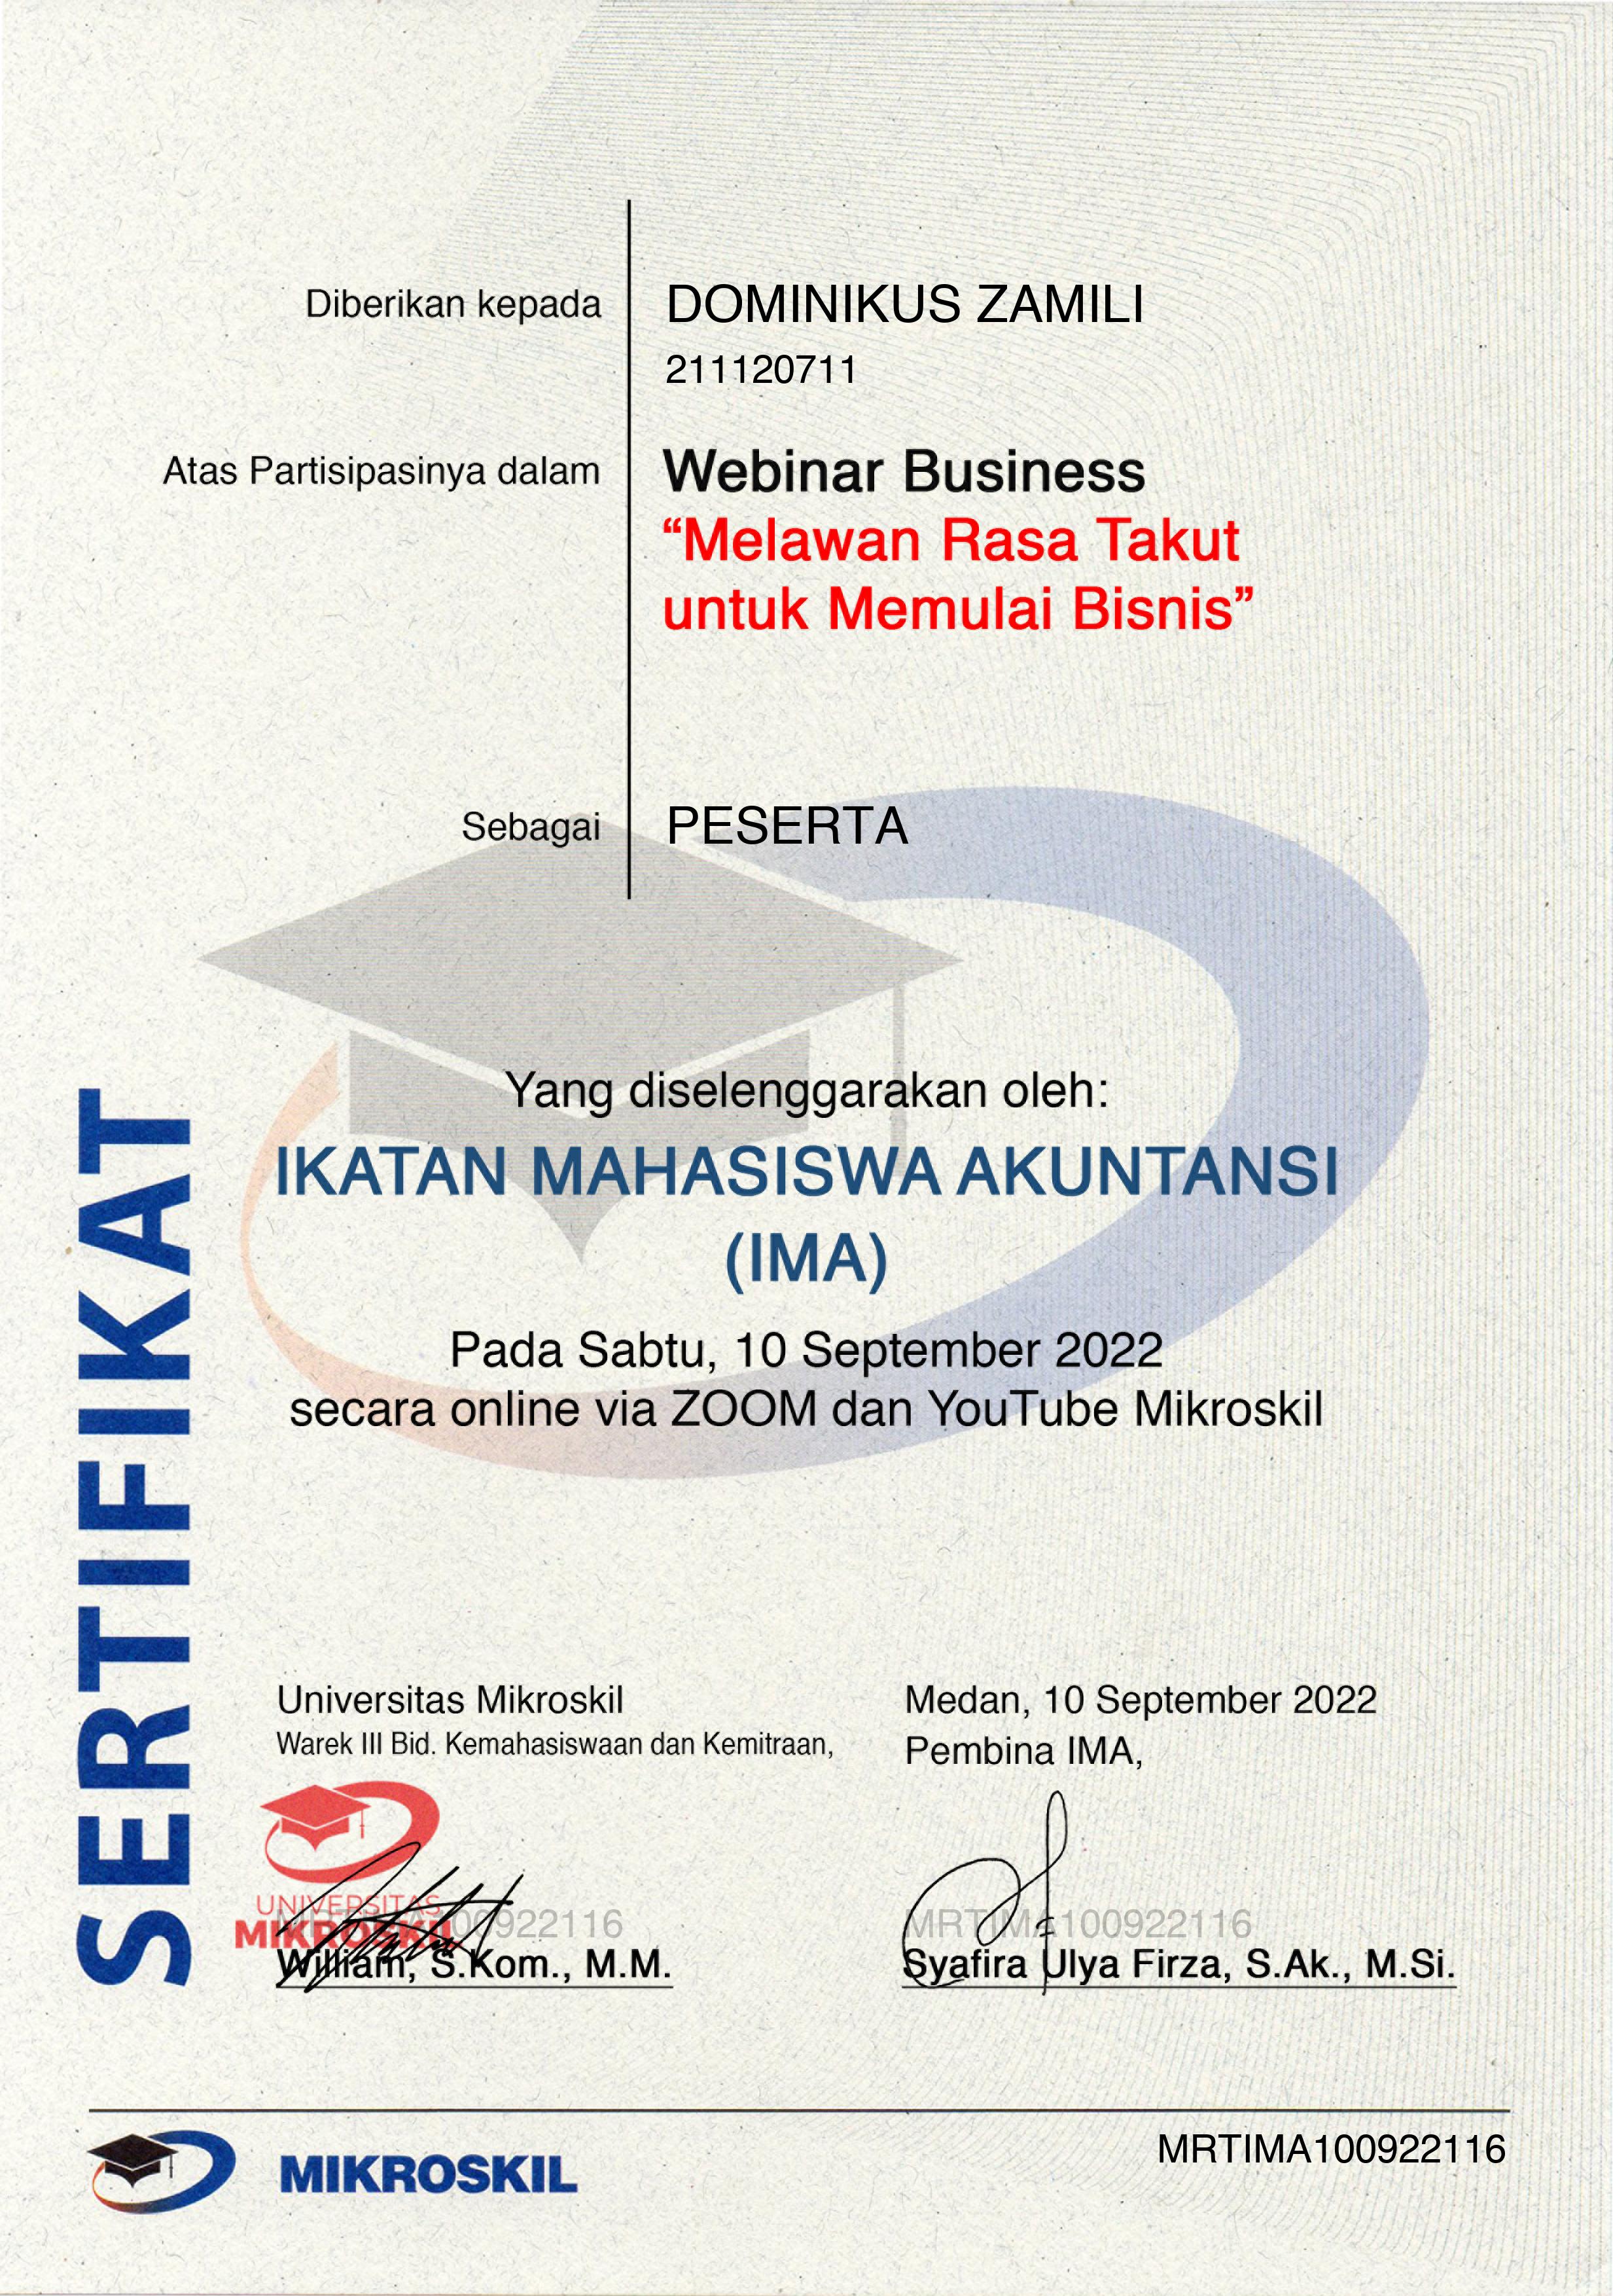 Diberikan kepada
DOMINIKUS ZAMILI
211120711
Atas Partisipasinya dalam
Webinar Business
“Melawan Rasa Takut
untuk Memulai Bisnis”
Sebagai
PESERTA
Yang diselenggarakan oleh:
IKATAN MAHASISWA AKUNTANSI
(IMA)
Pada Sabtu, 10 September 2022
secara online via ZOOM dan YouTube Mikroskil
SERTIFIKAT
Universitas Mikroskil
Warek III Bid. Kemahasiswaan dan Kemitraan,
UNIVERSITAS
MIKROSKIL
MRTIMA100922116
William, S.Kom., M.M.
Medan, 10 September 2022
Pembina IMA,
MRTIMA100922116
Syafira Ulya Firza, S.Ak., M.Si.
MIKROSKIL
MRTIMA100922116